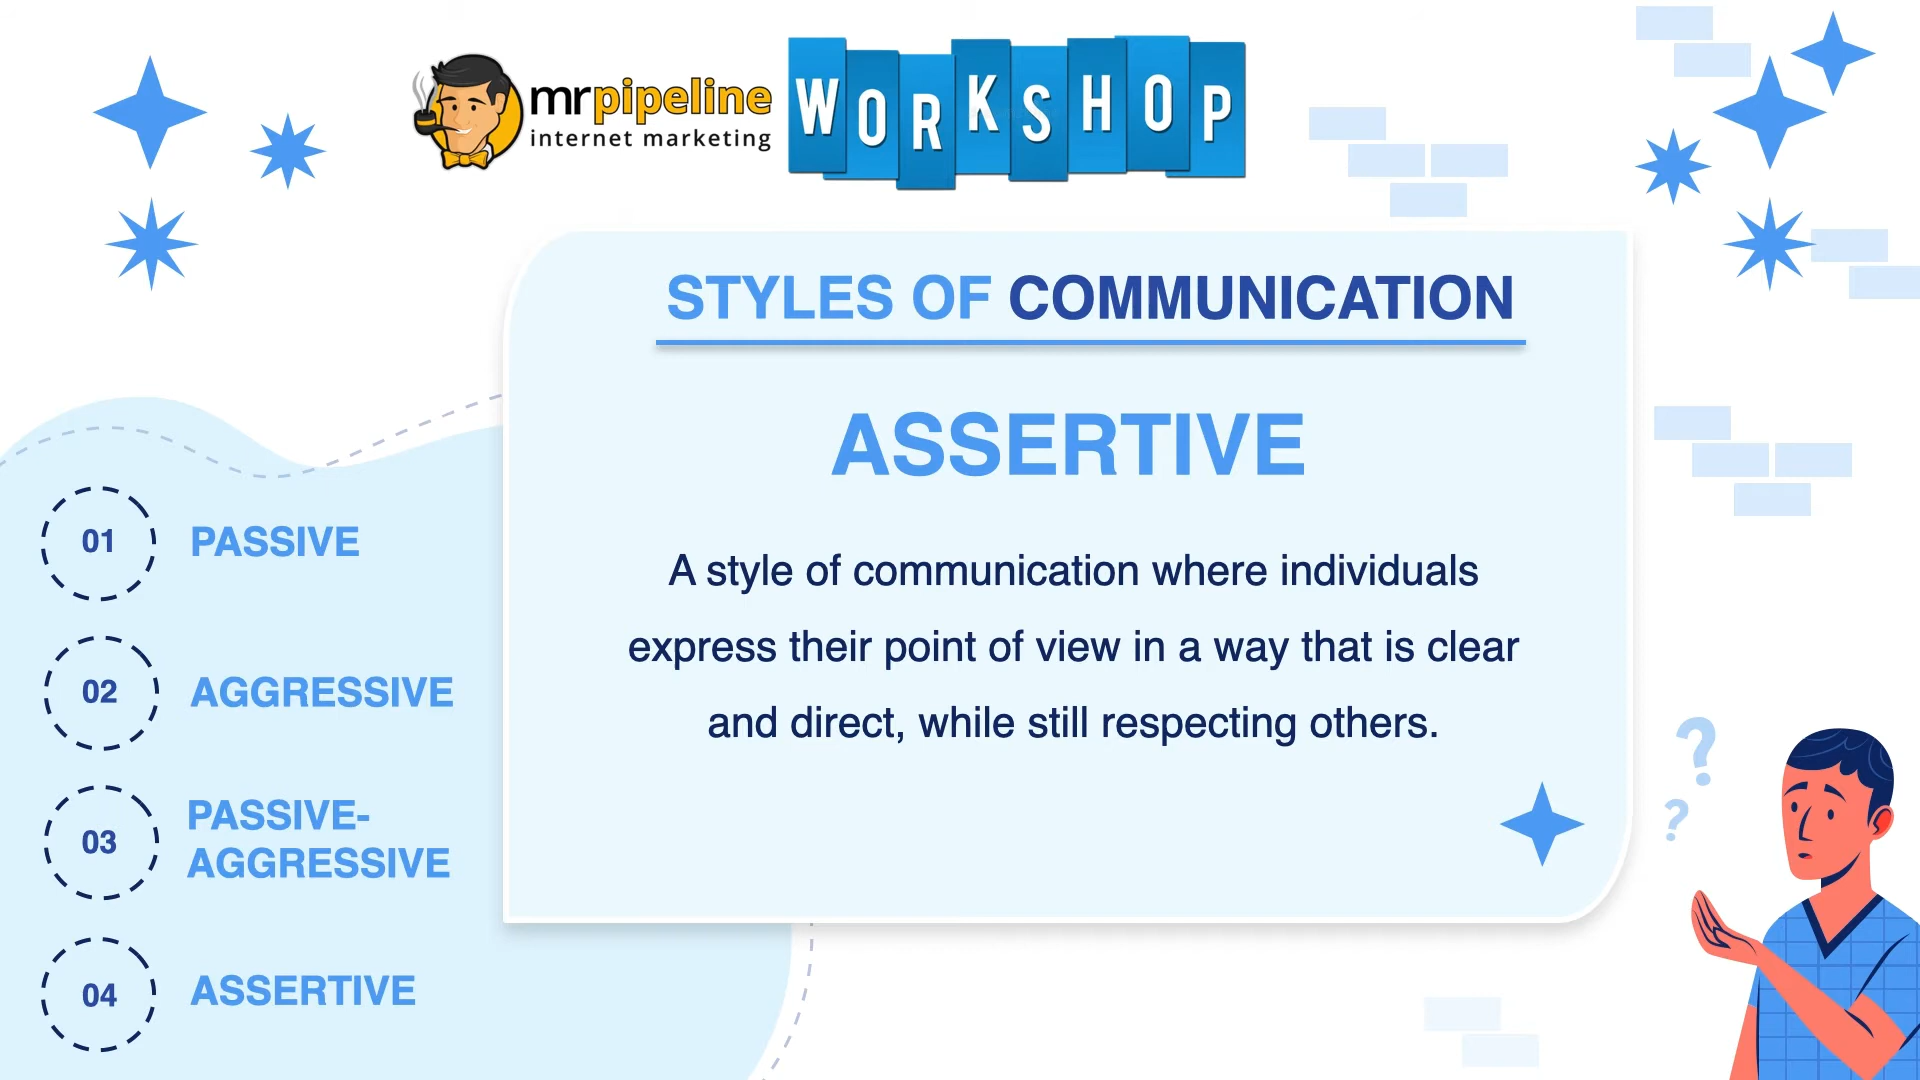 mrpipeline
internet marketing
WORKSHOP
STYLES OF COMMUNICATION
ASSERTIVE
A style of communication where individuals
express their point of view in a way that is clear
and direct, while still respecting others.
01 PASSIVE
02 AGGRESSIVE
03 PASSIVE-
AGGRESSIVE
04 ASSERTIVE
?
?